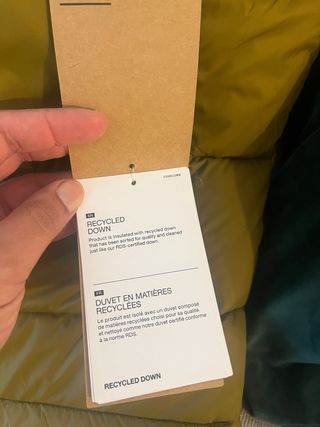 EN
RECYCLED
DOWN
Product is insulated with recycled down
that has been sorted for quality and cleaned
just like our RDS-certified down.
FR
DUVET EN MATIÈRES
RECYCLÉES
Le produit est isolé avec un duvet composé
de matières recyclées choisi pour sa qualité
et nettoyé comme notre duvet certifié conforme
à la norme RDS.
RECYCLED DOWN